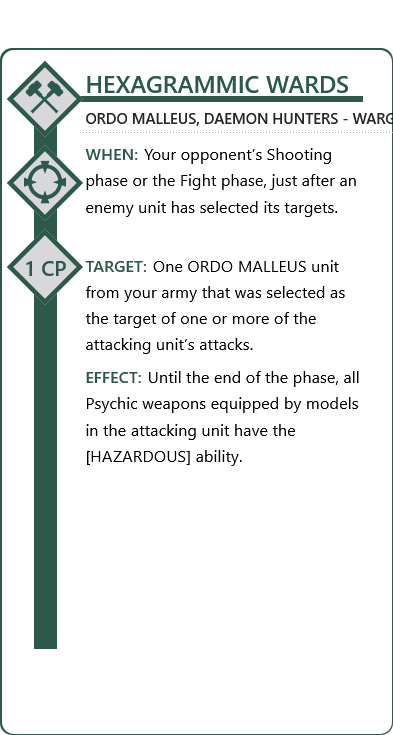 HEXAGRAMMIC WARDS
ORDO MALLEUS, DAEMON HUNTERS - WARG
WHEN: Your opponent's Shooting
phase or the Fight phase, just after an
enemy unit has selected its targets.
1 CP
TARGET: One ORDO MALLEUS unit
from your army that was selected as
the target of one or more of the
attacking unit's attacks.
EFFECT: Until the end of the phase, all
Psychic weapons equipped by models
in the attacking unit have the
[HAZARDOUS] ability.